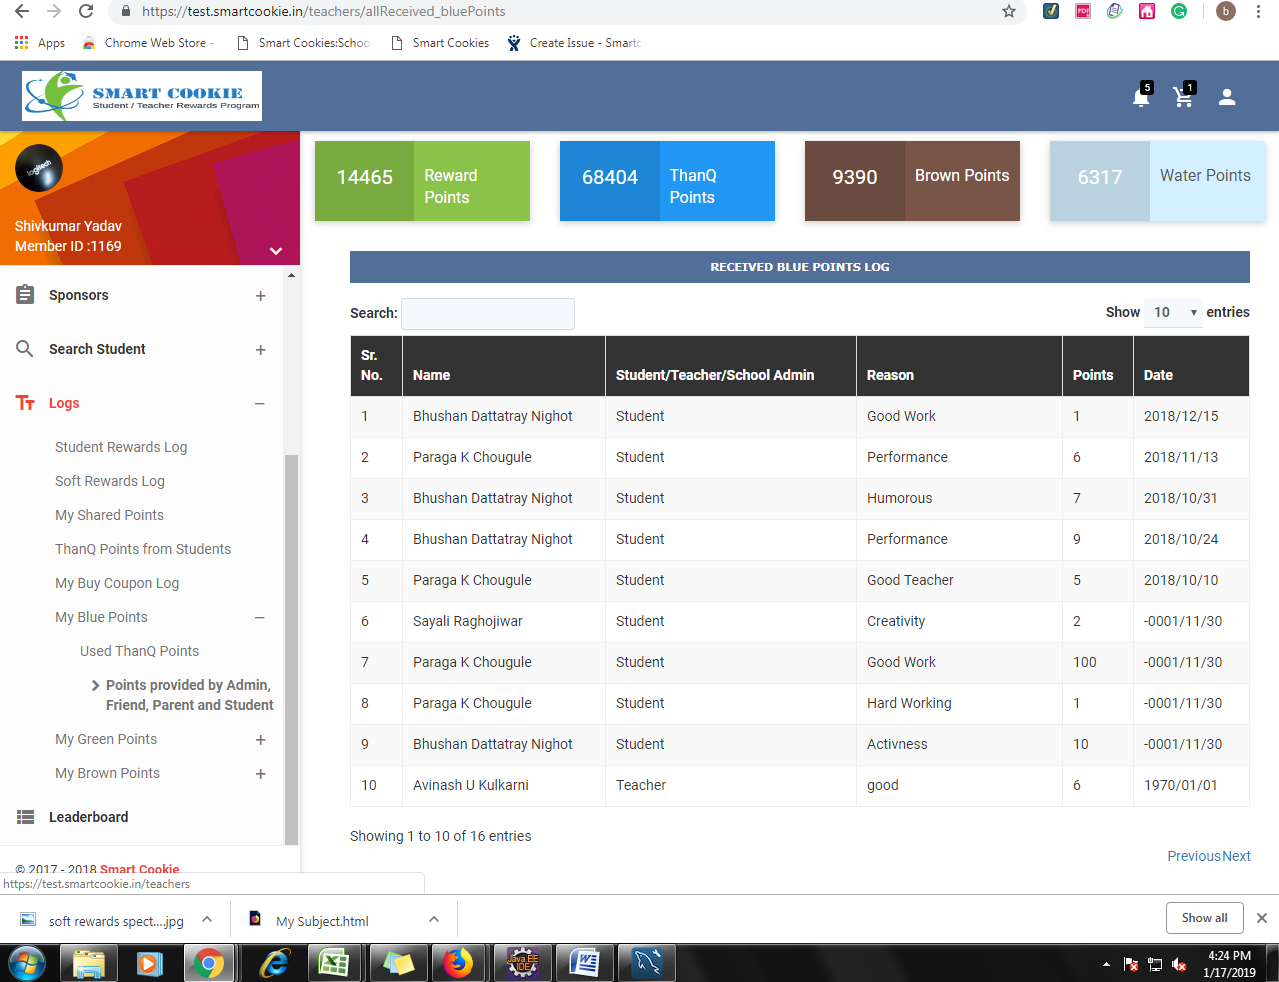 https://test.smartcookie.in/teachers/allReceived_bluePoints
PDF
b
Apps
Chrome Web Store -
Smart Cookies:Schoo
Smart Cookies
Create Issue - Smartc
SMART COOKIE
Student / Teacher Rewards Program
5
1
logitech
Shivkumar Yadav
Member ID :1169
14465
Reward
Points
68404
ThanQ
Points
9390
Brown Points
6317
Water Points
Sponsors
Search Student
Logs
Student Rewards Log
Soft Rewards Log
My Shared Points
ThanQ Points from Students
My Buy Coupon Log
My Blue Points
Used ThanQ Points
Points provided by Admin,
Friend, Parent and Student
My Green Points
My Brown Points
Leaderboard
© 2017 - 2018 Smart Cookie.
https://test.smartcookie.in/teachers
RECEIVED BLUE POINTS LOG
Search:
Show 10 entries
Sr. No. Name Student/Teacher/School Admin Reason Points Date
1 Bhushan Dattatray Nighot Student Good Work 1 2018/12/15
2 Paraga K Chougule Student Performance 6 2018/11/13
3 Bhushan Dattatray Nighot Student Humorous 7 2018/10/31
4 Bhushan Dattatray Nighot Student Performance 9 2018/10/24
5 Paraga K Chougule Student Good Teacher 5 2018/10/10
6 Sayali Raghojiwar Student Creativity 2 -0001/11/30
7 Paraga K Chougule Student Good Work 100 -0001/11/30
8 Paraga K Chougule Student Hard Working 1 -0001/11/30
9 Bhushan Dattatray Nighot Student Activness 10 -0001/11/30
10 Avinash U Kulkarni Teacher good 6 1970/01/01
Showing 1 to 10 of 16 entries
PreviousNext
soft rewards spect....jpg
My Subject.html
Show all
Java EE
IDE
4:24 PM
1/17/2019